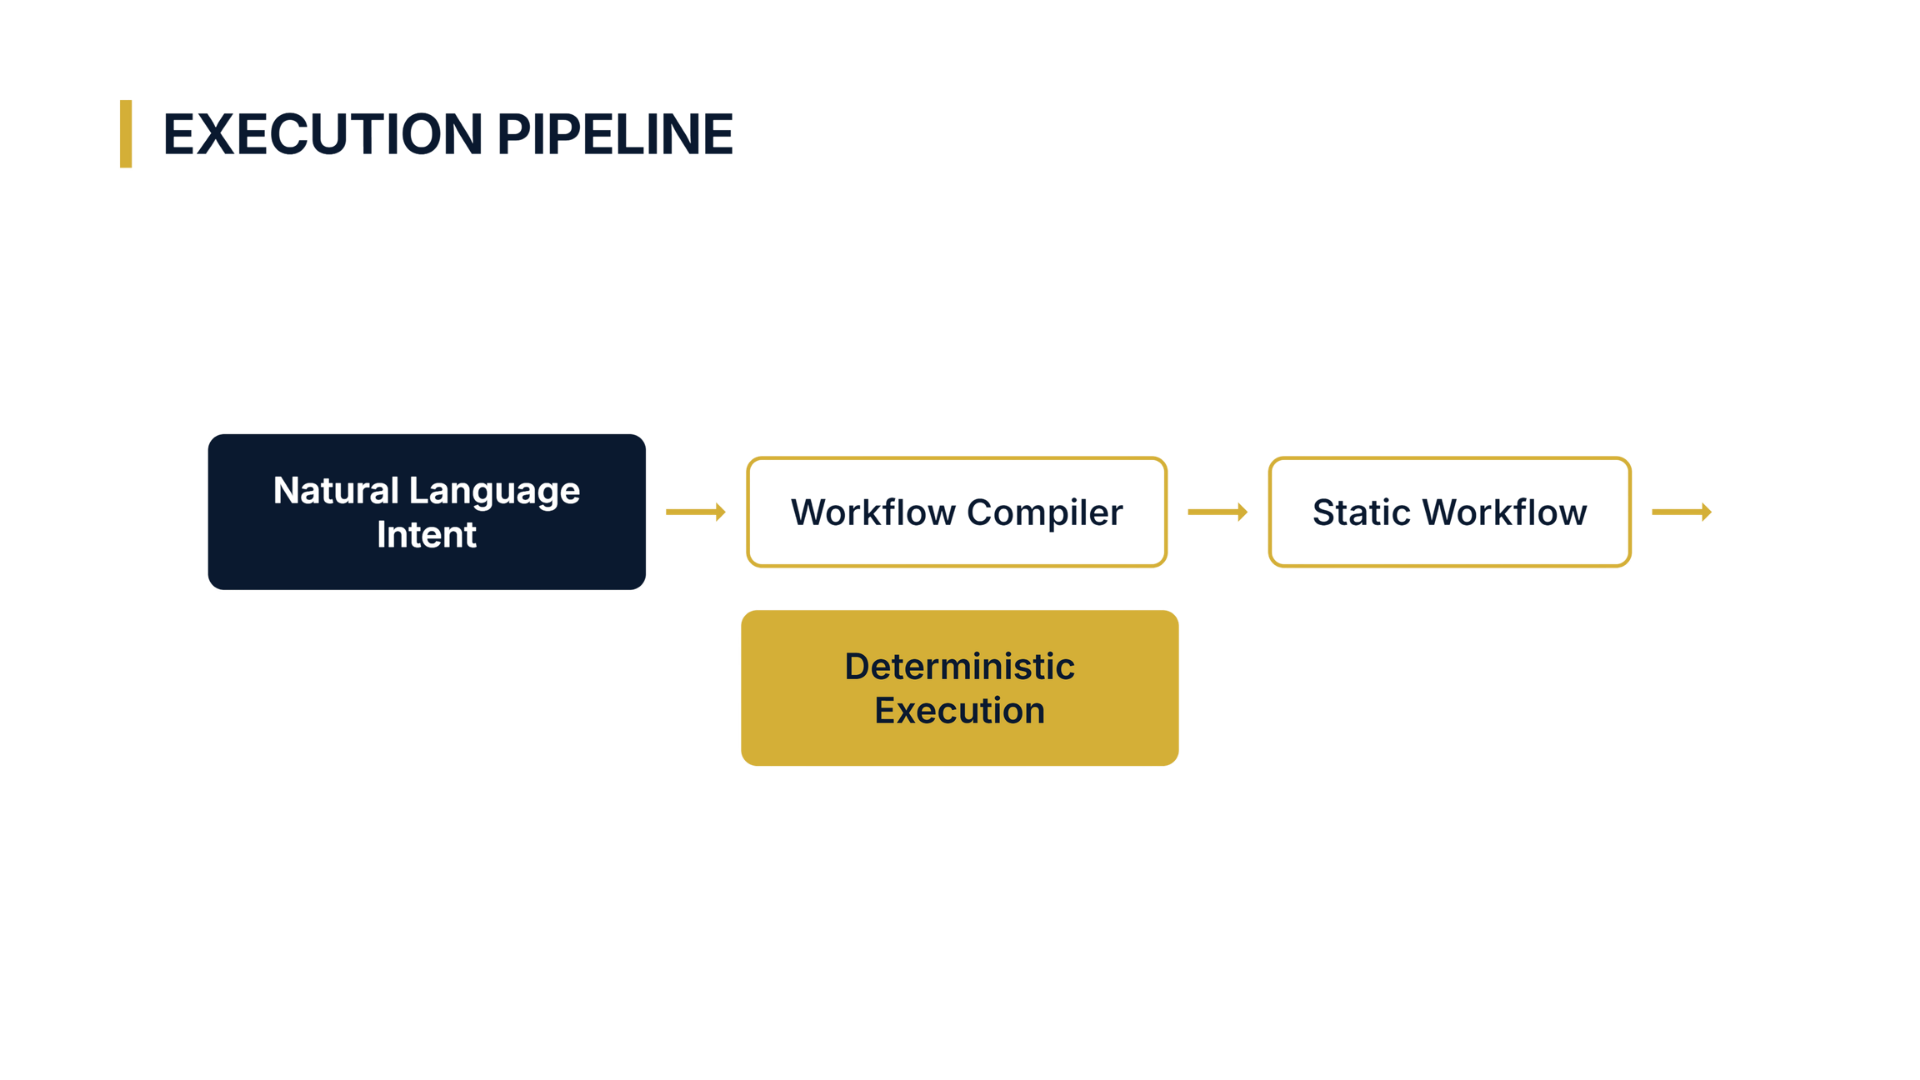 EXECUTION PIPELINE
Natural Language
Intent
Workflow Compiler
Static Workflow
Deterministic
Execution